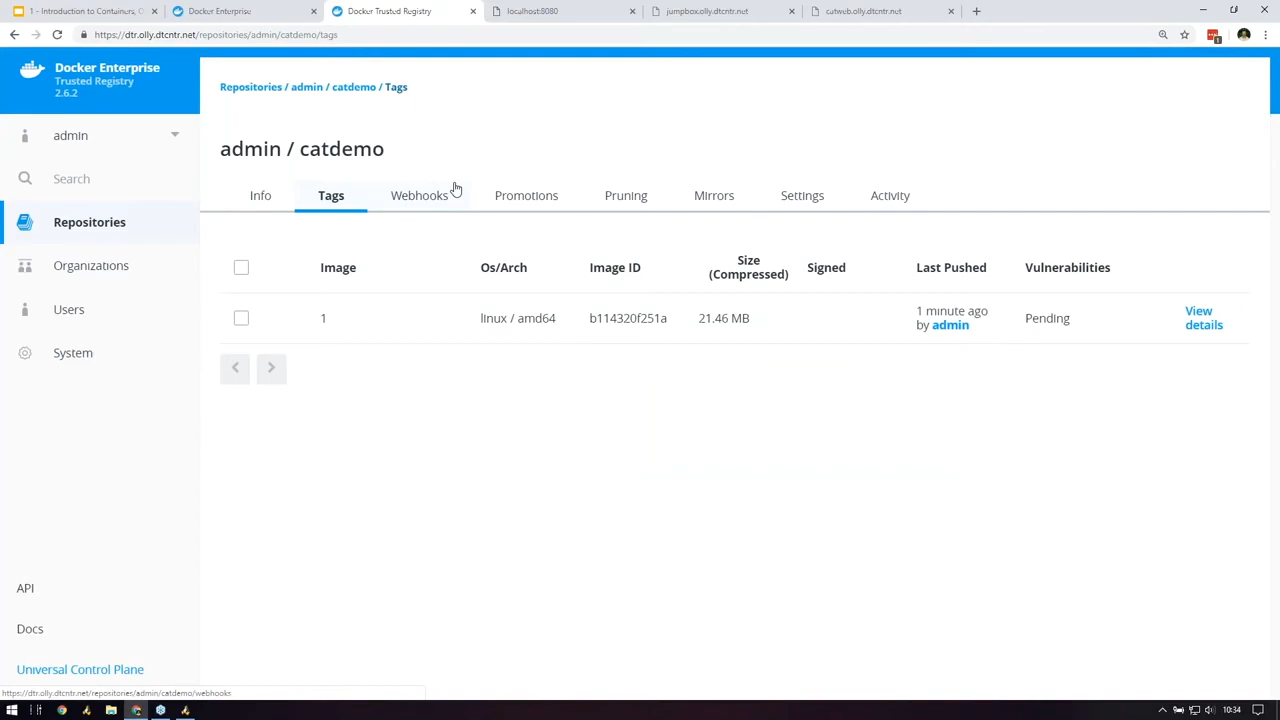 1 - Introduction to Containers, D
Docker Enterprise
Docker Trusted Registry
localhost:8080
jumpbox.olly.dtcntr.net
catweb.olly.dtcntr.net
https://dtr.olly.dtcntr.net/repositories/admin/catdemo/tags
Docker Enterprise
Trusted Registry
2.6.2
admin
Search
Repositories
Organizations
Users
System
API
Docs
Universal Control Plane
Repositories / admin / catdemo / Tags
admin / catdemo
Info Tags Webhooks Promotions Pruning Mirrors Settings Activity
Image Os/Arch Image ID Size (Compressed) Signed Last Pushed Vulnerabilities
1 linux / amd64 b114320f251a 21.46 MB 1 minute ago by admin Pending View details
https://dtr.olly.dtcntr.net/repositories/admin/catdemo/webhooks
10:34